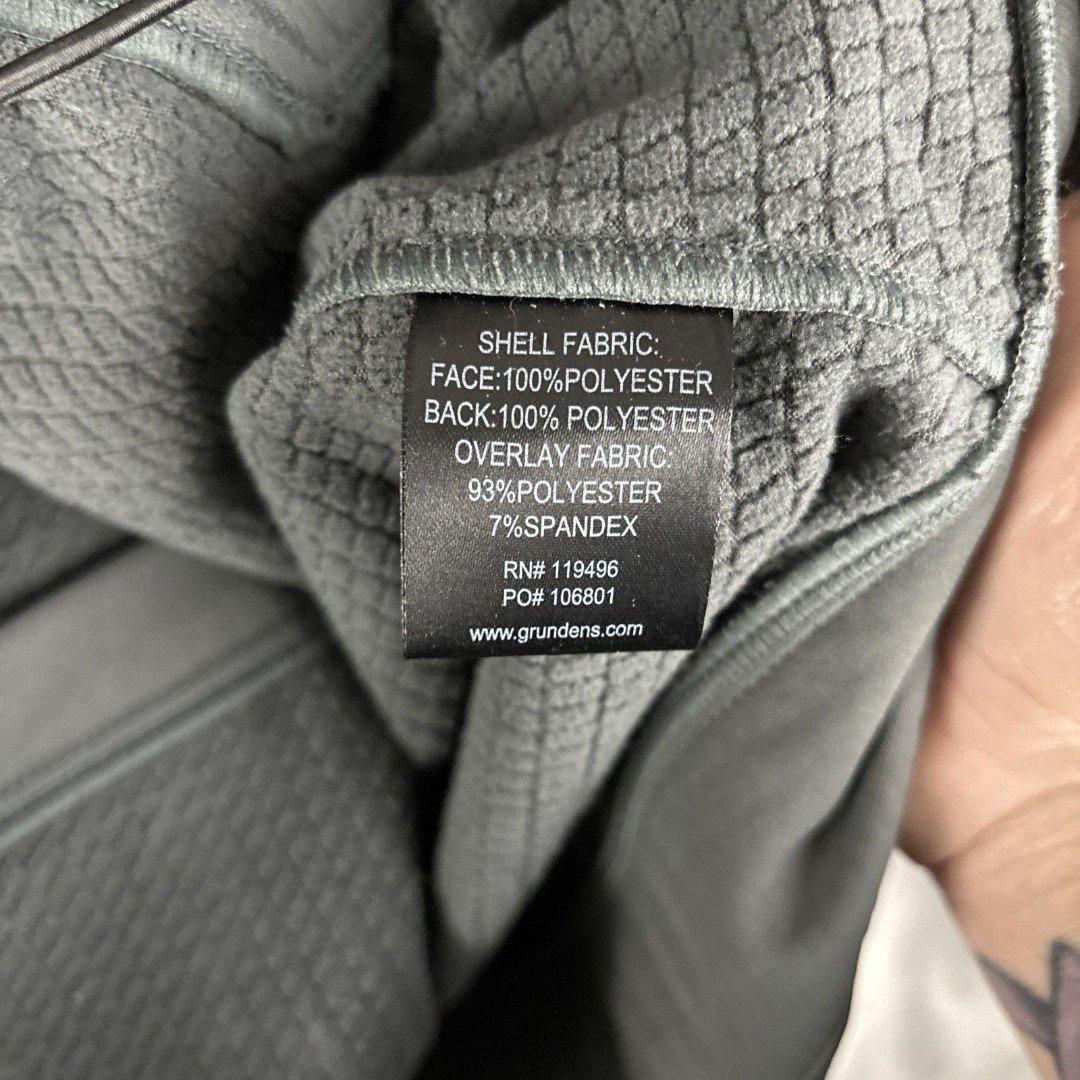 SHELL FABRIC:
FACE:100%POLYESTER
BACK:100% POLYESTER
OVERLAY FABRIC:
93%POLYESTER
7%SPANDEX
RN# 119496
PO# 106801
www.grundens.com